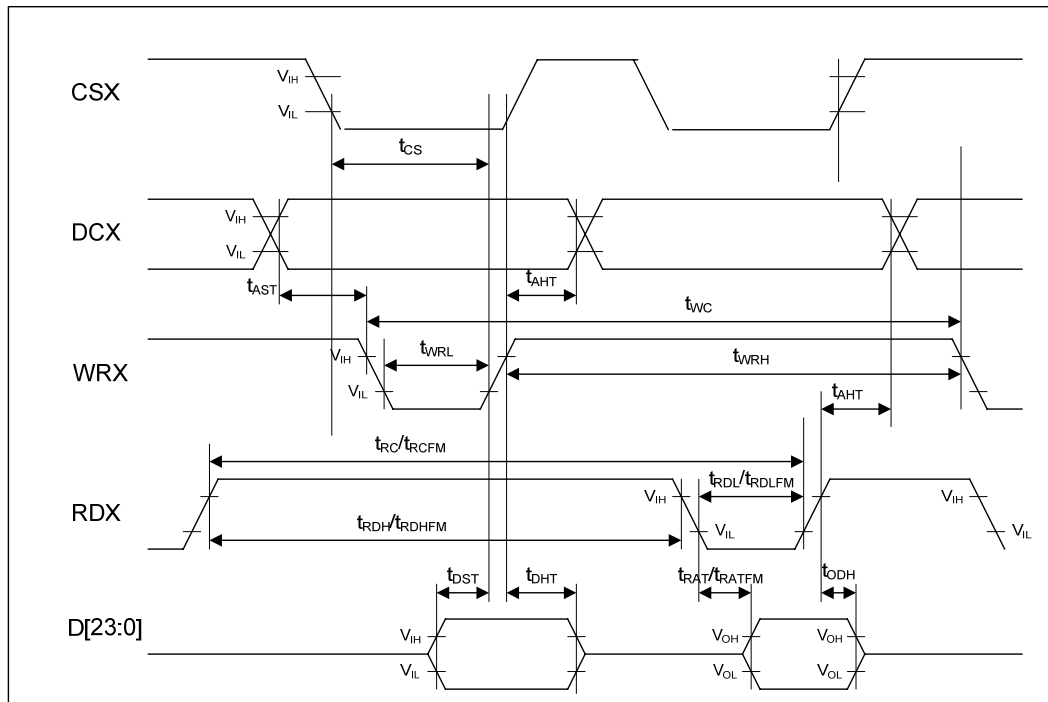 CSX
VIH
VIL
tCS
DCX
VIH
VIL
tAST
tAHT
tWC
WRX
VIH
VIL
tWRL
tWRH
tAHT
tRC/tRCFM
RDX
tRDH/tRDHFM
VIH
VIL
tRDL/tRDLFM
VIH
VIL
D[23:0]
tDST
tDHT
tRAT/tRATFM
tODH
VIH
VIL
VOH
VOL
VOH
VOL